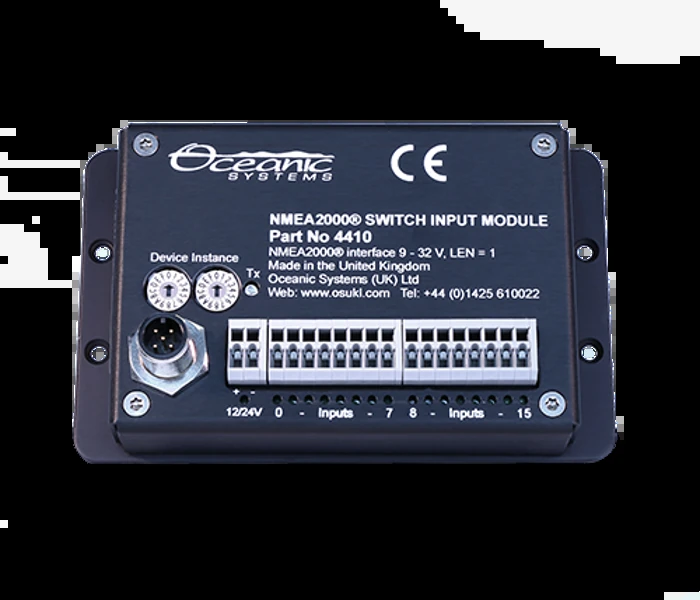 Oceanic
SYSTEMS
CE
NMEA2000® SWITCH INPUT MODULE
Part No 4410
NMEA2000® interface 9 - 32 V, LEN = 1
Made in the United Kingdom
Oceanic Systems (UK) Ltd
Web: www.osukl.com Tel: +44 (0)1425 610022
Device Instance
Tx
+ -
12/24V 0 - Inputs - 7 8 - Inputs - 15